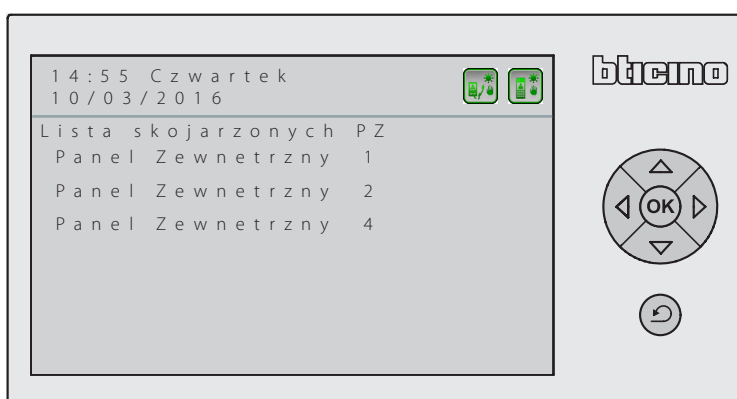 14:55 Czwartek
10/03/2016
bticino
Lista skojarzonych PZ
Panel Zewnetrzny 1
Panel Zewnetrzny 2
Panel Zewnetrzny 4
OK